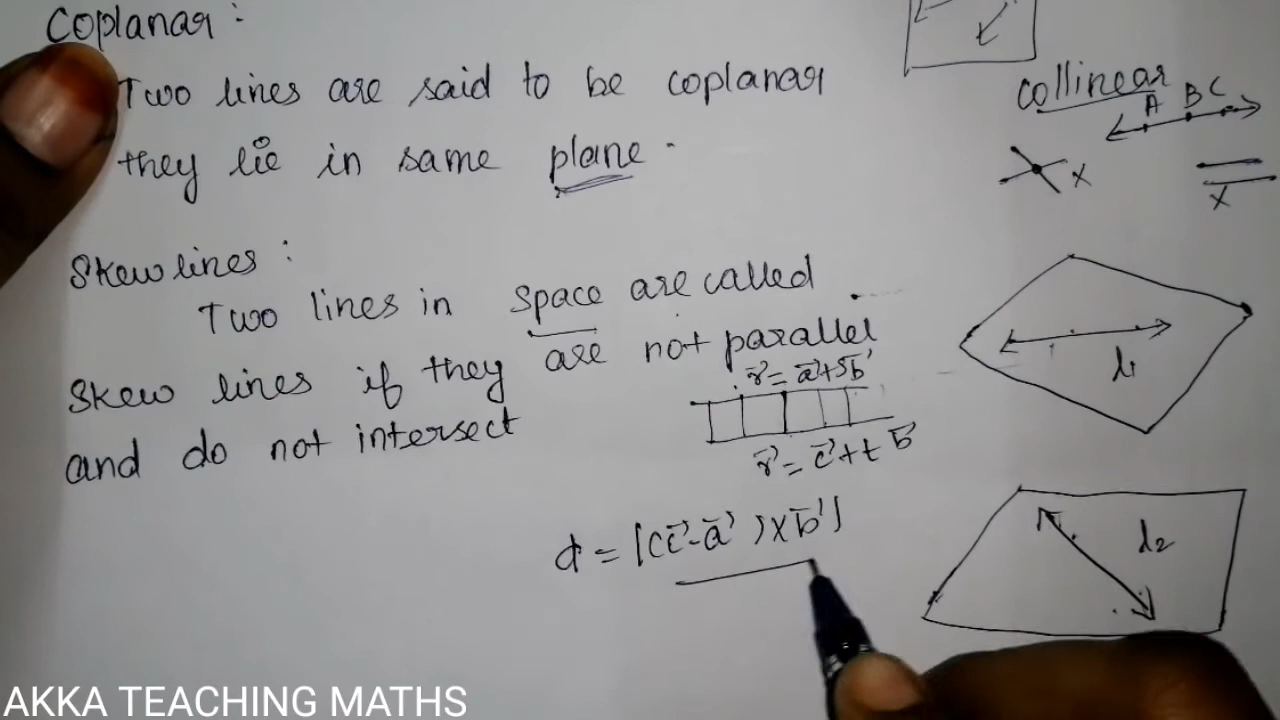 Coplanar :
Two lines are said to be coplanar
they lie in same plane.
collinear
A B C
X
X
Skew lines :
Two lines in space are called
Skew lines if they are not parallel
and do not intersect
r⃗ = a⃗ + s b⃗
r⃗ = c⃗ + t b⃗
l₁
d = |(c⃗ - a⃗) × b⃗|
l₂
AKKA TEACHING MATHS